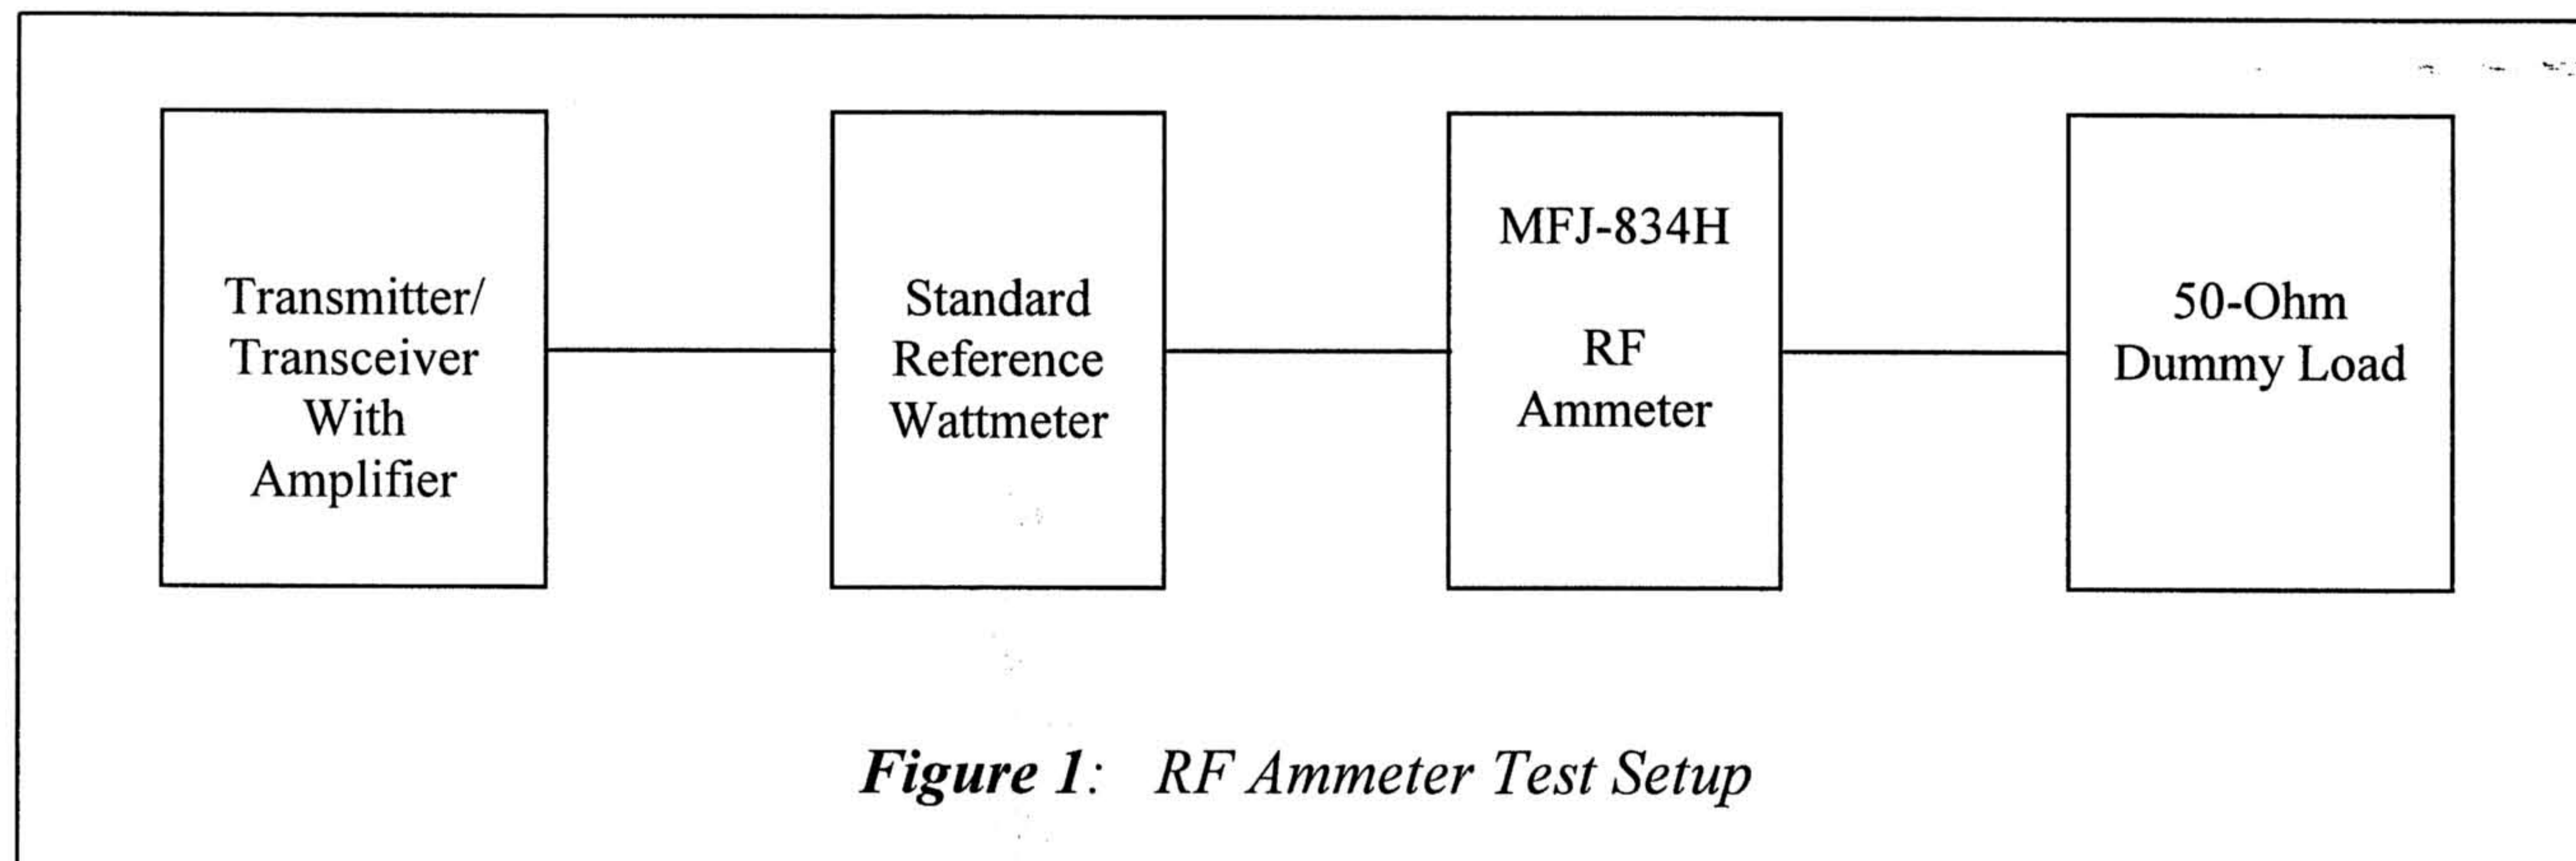 Transmitter/
Transceiver
With
Amplifier
Standard
Reference
Wattmeter
MFJ-834H
RF
Ammeter
50-Ohm
Dummy Load
Figure 1: RF Ammeter Test Setup